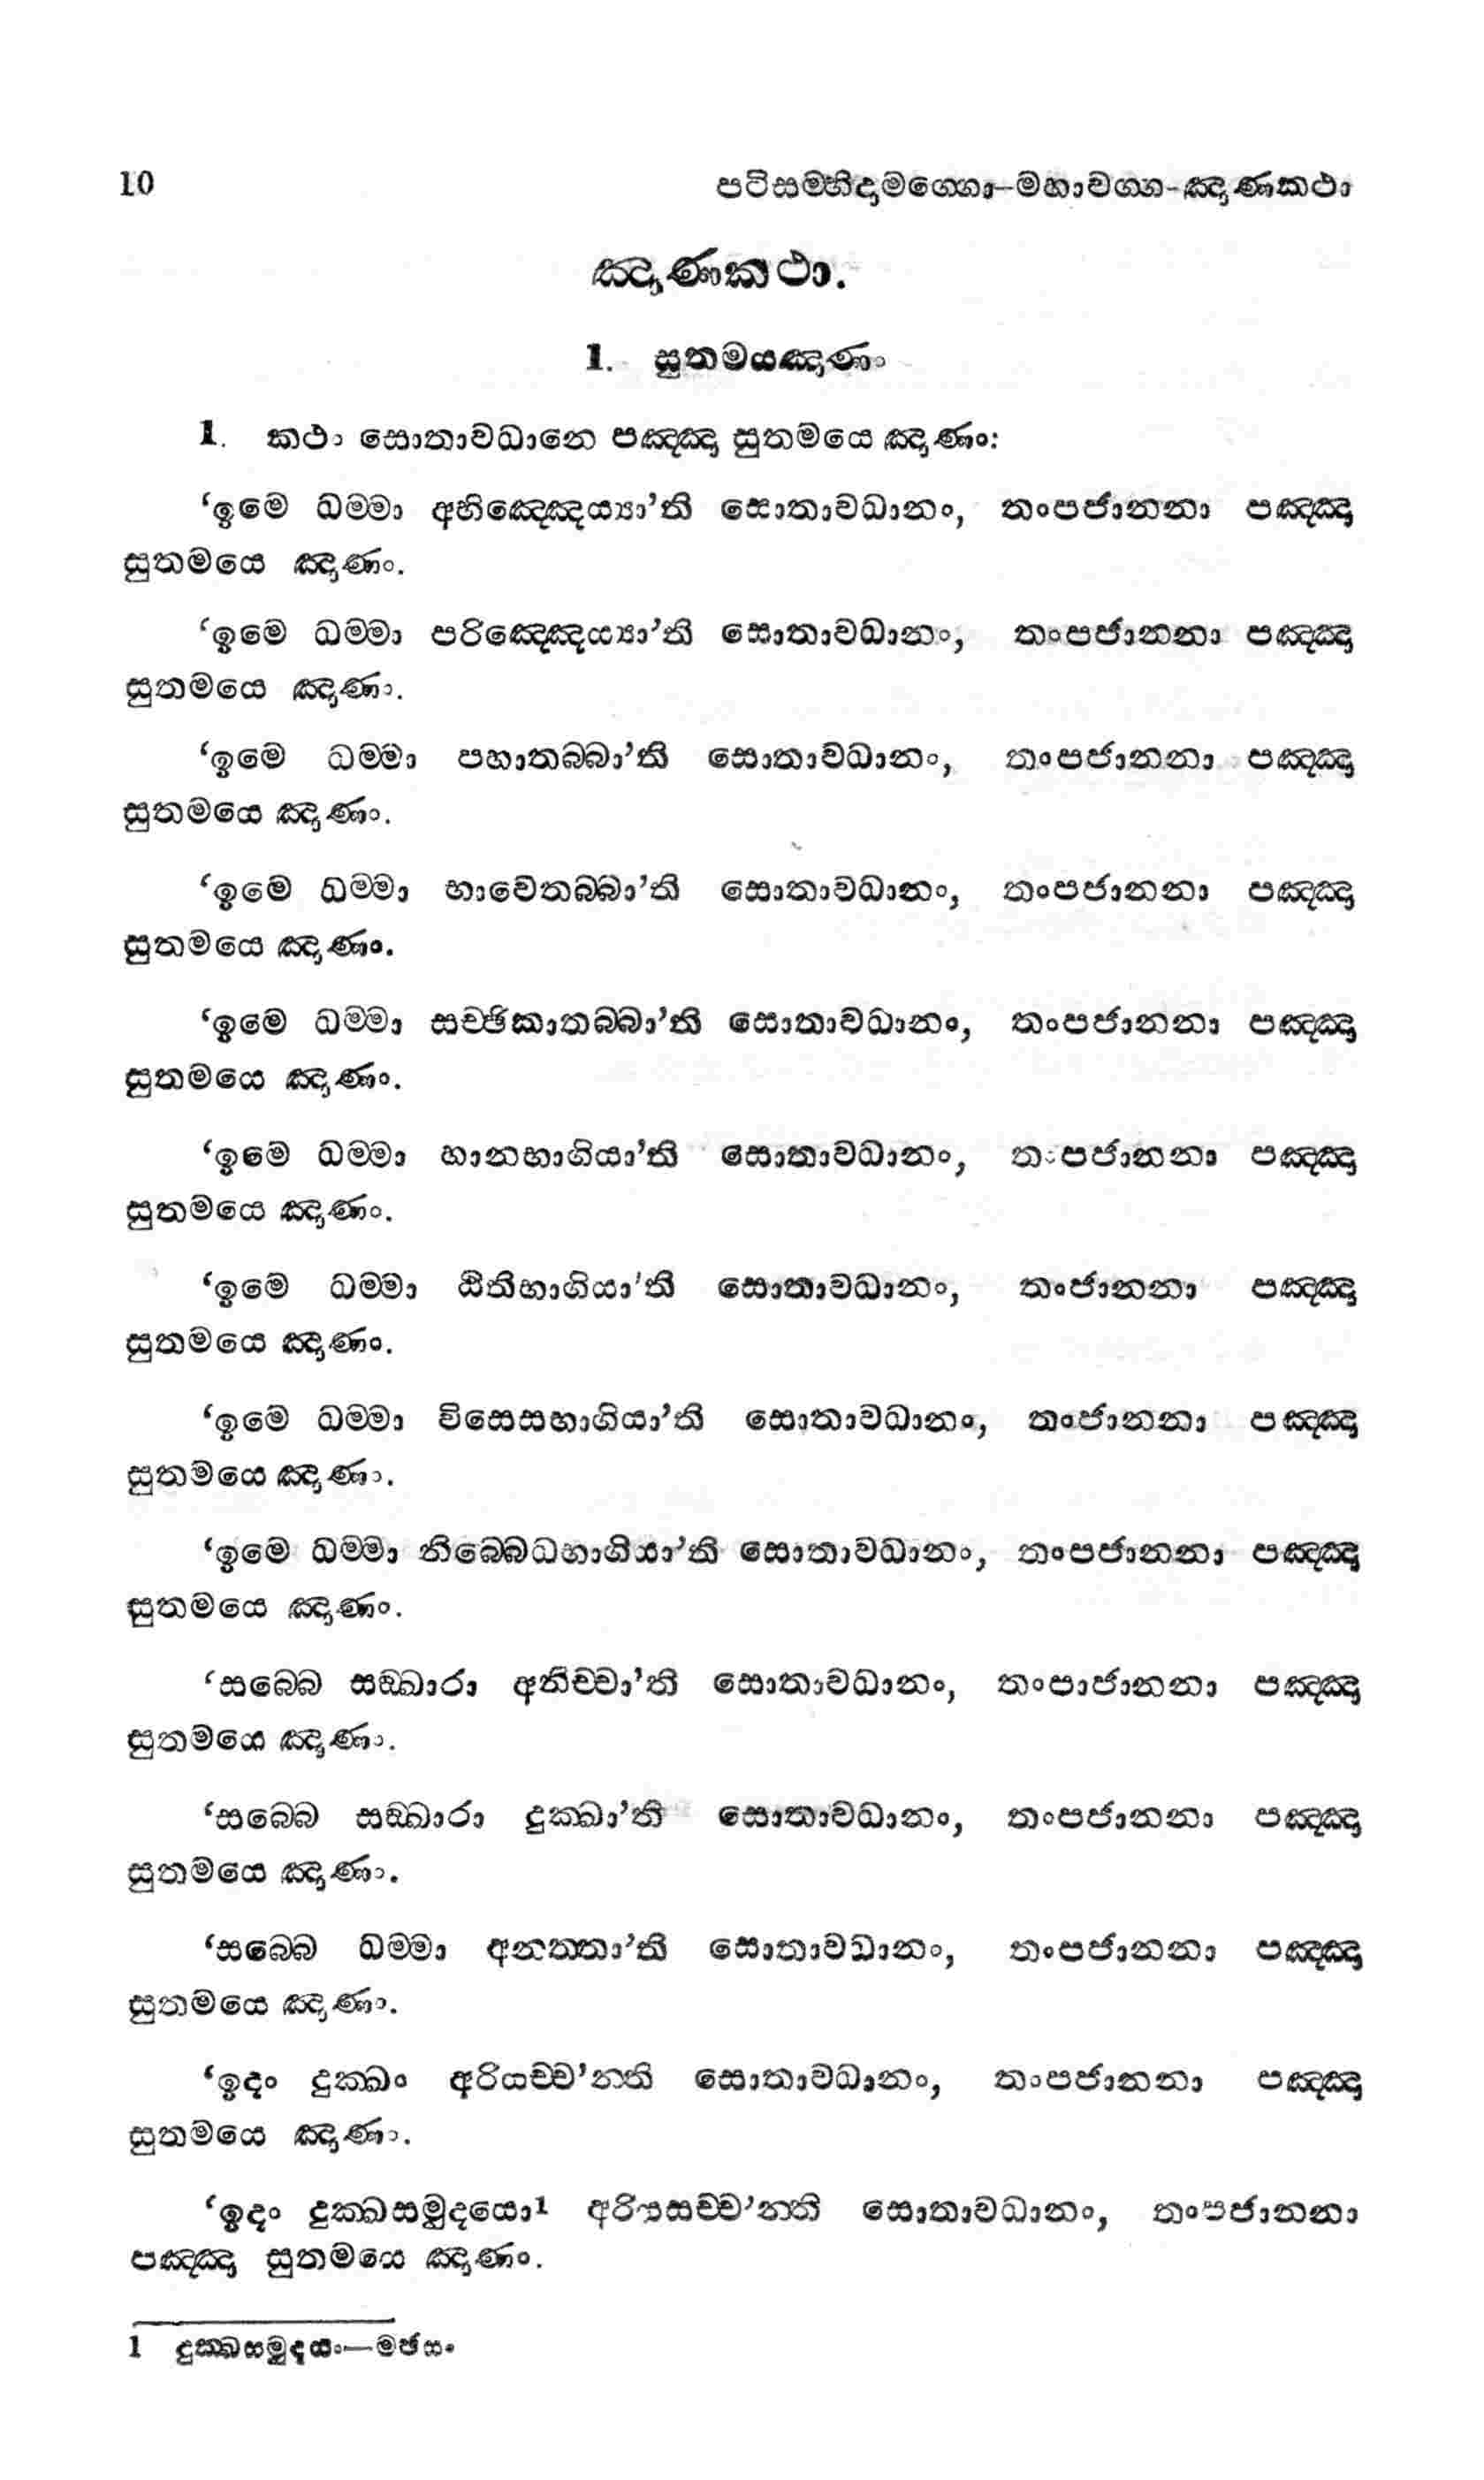 10 පටිසම්භිදාමග්ගො–මහාවග්ග-ඤාණකථා
ඤාණකථා.
1. සුතමයඤාණං
1. කථං සොතාවධානෙ පඤ්ඤා සුතමයෙ ඤාණං:
‘ඉමෙ ධම්මා අභිඤ්ඤෙය්‍යා’ති සොතාවධානං, තංපජානනා පඤ්ඤා
සුතමයෙ ඤාණං.
‘ඉමෙ ධම්මා පරිඤ්ඤෙය්‍යා’ති සොතාවධානං, තංපජානනා පඤ්ඤා
සුතමයෙ ඤාණං.
‘ඉමෙ ධම්මා පහාතබ්බා’ති සොතාවධානං, තංපජානනා පඤ්ඤා
සුතමයෙ ඤාණං.
‘ඉමෙ ධම්මා භාවෙතබ්බා’ති සොතාවධානං, තංපජානනා පඤ්ඤා
සුතමයෙ ඤාණං.
‘ඉමෙ ධම්මා සච්ඡිකාතබ්බා’ති සොතාවධානං, තංපජානනා පඤ්ඤා
සුතමයෙ ඤාණං.
‘ඉමෙ ධම්මා හානභාගියා’ති සොතාවධානං, තංපජානනා පඤ්ඤා
සුතමයෙ ඤාණං.
‘ඉමෙ ධම්මා ඨිතිභාගියා’ති සොතාවධානං, තංජානනා පඤ්ඤා
සුතමයෙ ඤාණං.
‘ඉමෙ ධම්මා විසෙසභාගියා’ති සොතාවධානං, තංජානනා පඤ්ඤා
සුතමයෙ ඤාණං.
‘ඉමෙ ධම්මා නිබ්බෙධභාගියා’ති සොතාවධානං, තංපජානනා පඤ්ඤා
සුතමයෙ ඤාණං.
‘සබ්බෙ සඞ්ඛාරා අනිච්චා’ති සොතාවධානං, තංපාජානනා පඤ්ඤා
සුතමයෙ ඤාණං.
‘සබ්බෙ සඞ්ඛාරා දුක්ඛා’ති සොතාවධානං, තංපජානනා පඤ්ඤා
සුතමයෙ ඤාණං.
‘සබ්බෙ ධම්මා අනත්තා’ති සොතාවධානං, තංපජානනා පඤ්ඤා
සුතමයෙ ඤාණං.
‘ඉදං දුක්ඛං අරියච්ච’න්ති සොතාවධානං, තංපජානනා පඤ්ඤා
සුතමයෙ ඤාණං.
‘ඉදං දුක්ඛසමුදයො1 අරියසච්ච’න්ති සොතාවධානං, තංපජානනා
පඤ්ඤා සුතමයෙ ඤාණං.
1 දුක්ඛසමුදයං—මඡසං